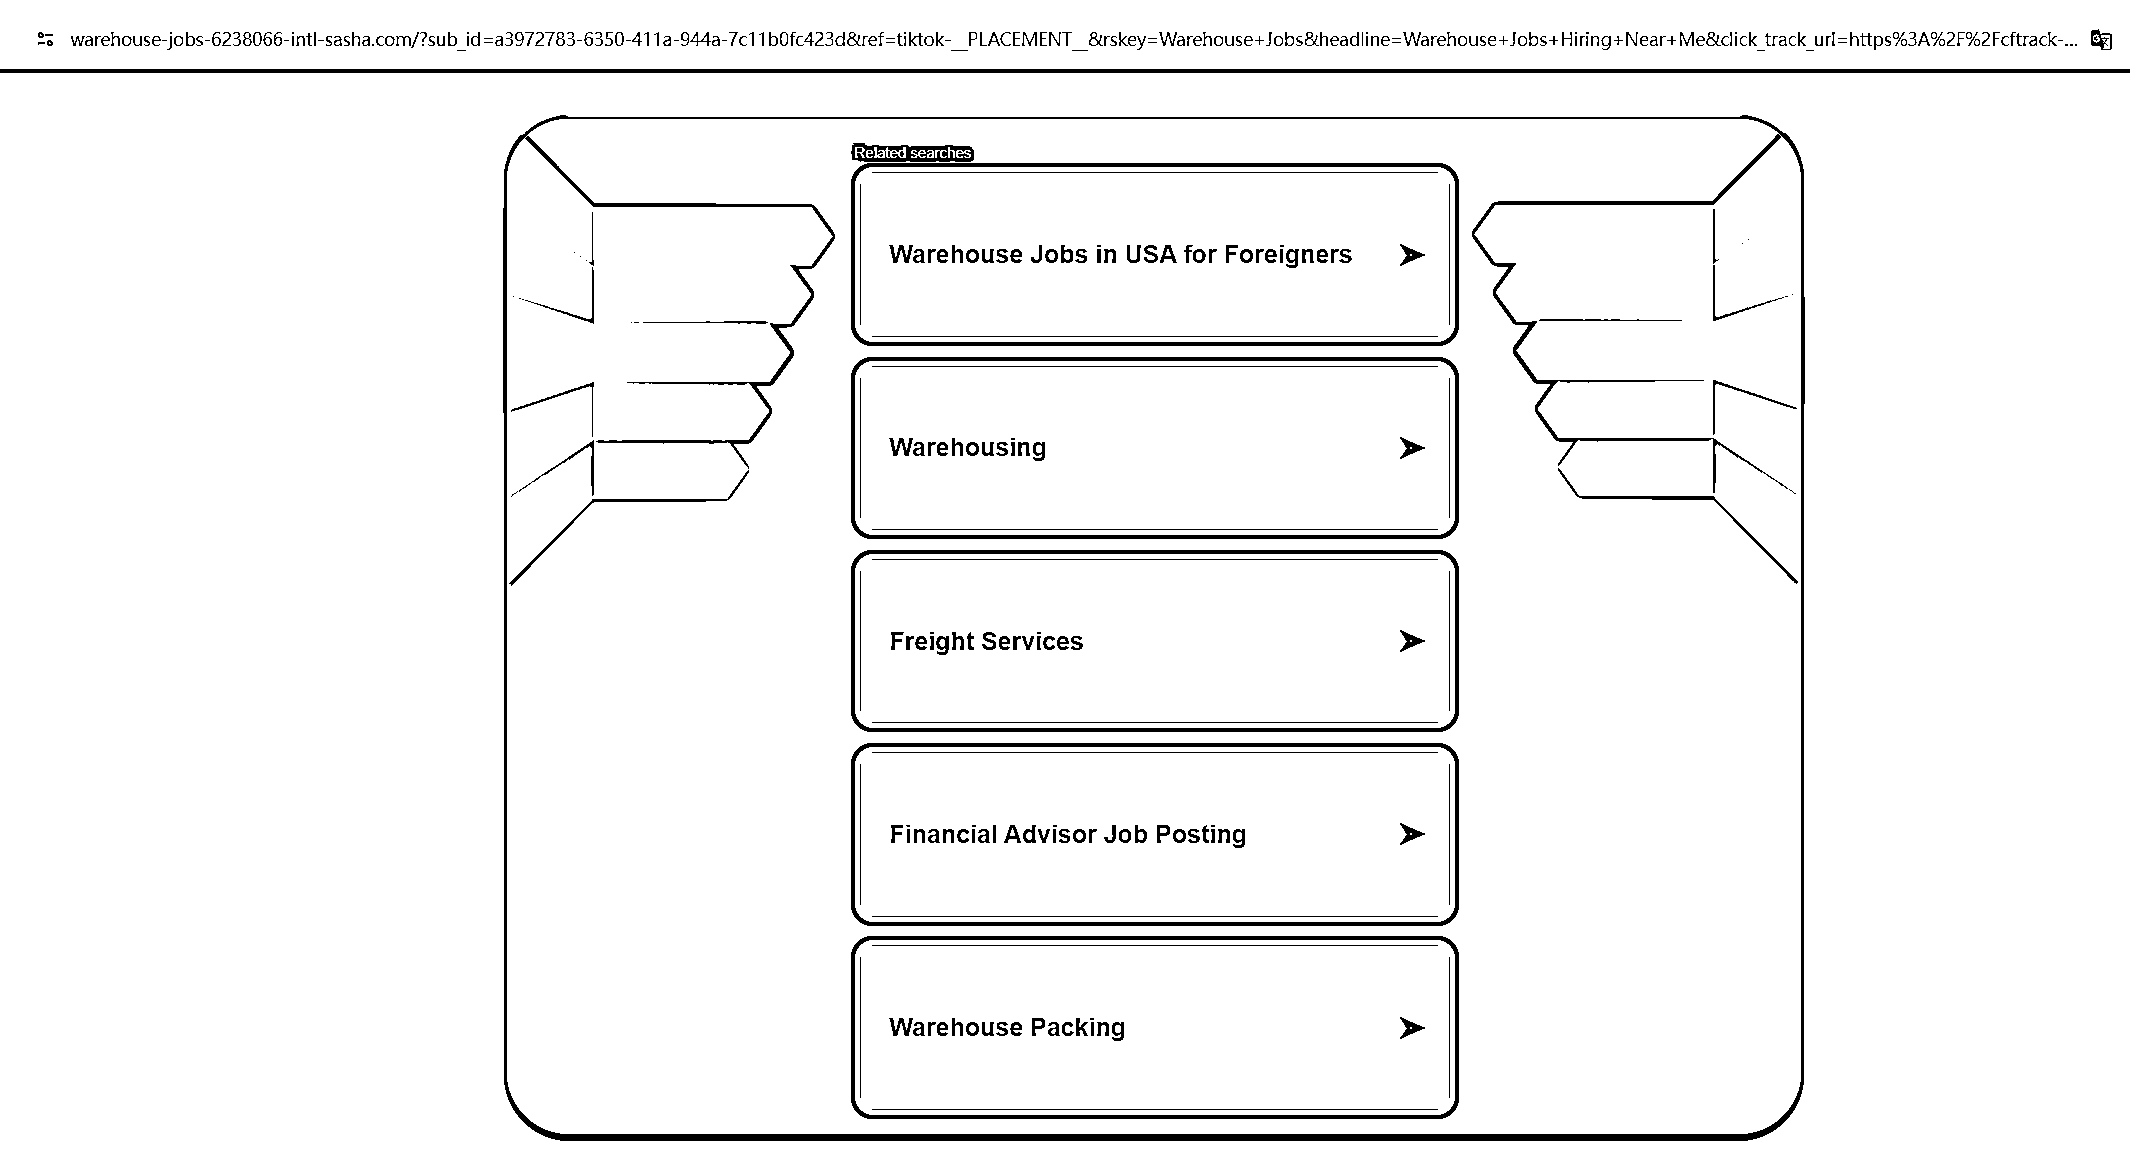 warehouse-jobs-6238066-intl-sasha.com/?sub_id=a3972783-6350-411a-944a-7c11b0fc423d&ref=tiktok-__PLACEMENT__&rskey=Warehouse+Jobs&headline=Warehouse+Jobs+Hiring+Near+Me&click_track_url=https%3A%2F%2Fcftrack-...
Related searches
Warehouse Jobs in USA for Foreigners
Warehousing
Freight Services
Financial Advisor Job Posting
Warehouse Packing